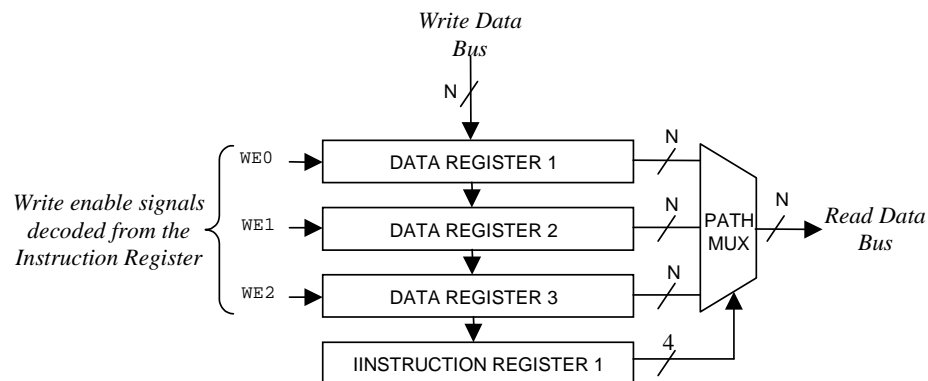 Write Data
Bus
N
WE0
DATA REGISTER 1
N
Write enable signals
decoded from the
Instruction Register
WE1
DATA REGISTER 2
N
PATH
MUX
N
Read Data
Bus
WE2
DATA REGISTER 3
N
IINSTRUCTION REGISTER 1
4